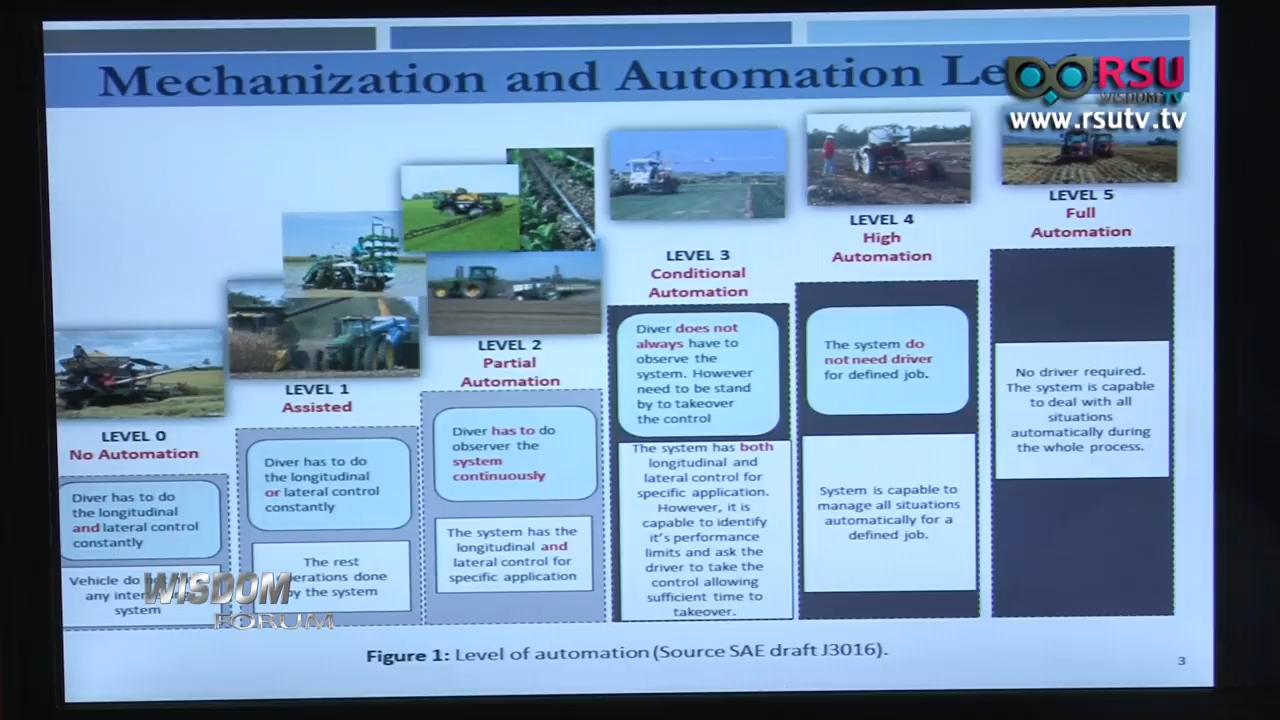 Mechanization and Automation Le
RSU
WISDOM TV
www.rsutv.tv
LEVEL 0
No Automation
Diver has to do
the longitudinal
and lateral control
constantly
Vehicle do
any
system
LEVEL 1
Assisted
Diver has to do
the longitudinal
or lateral control
constantly
The rest
done
by the system
LEVEL 2
Partial
Automation
Diver has to do
observer the
system
continuously
The system has the
longitudinal and
lateral control for
specific application
LEVEL 3
Conditional
Automation
Diver does not
always have to
observe the
system. However
need to be stand
by to takeover
the control
The system has both
longitudinal and
lateral control for
specific application.
However, it is
capable to identify
it's performance
limits and ask the
driver to take the
control allowing
sufficient time to
takeover.
LEVEL 4
High
Automation
The system do
not need driver
for defined job.
System is capable to
manage all situations
automatically for a
defined job.
LEVEL 5
Full
Automation
No driver required.
The system is capable
to deal with all
situations
automatically during
the whole process.
WISDOM
FORUM
Figure 1: Level of automation (Source SAE draft J3016).
3